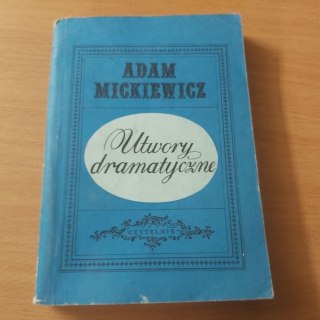 ADAM
MICKIEWICZ
Utwory
dramatyczne
CZYTELNIK